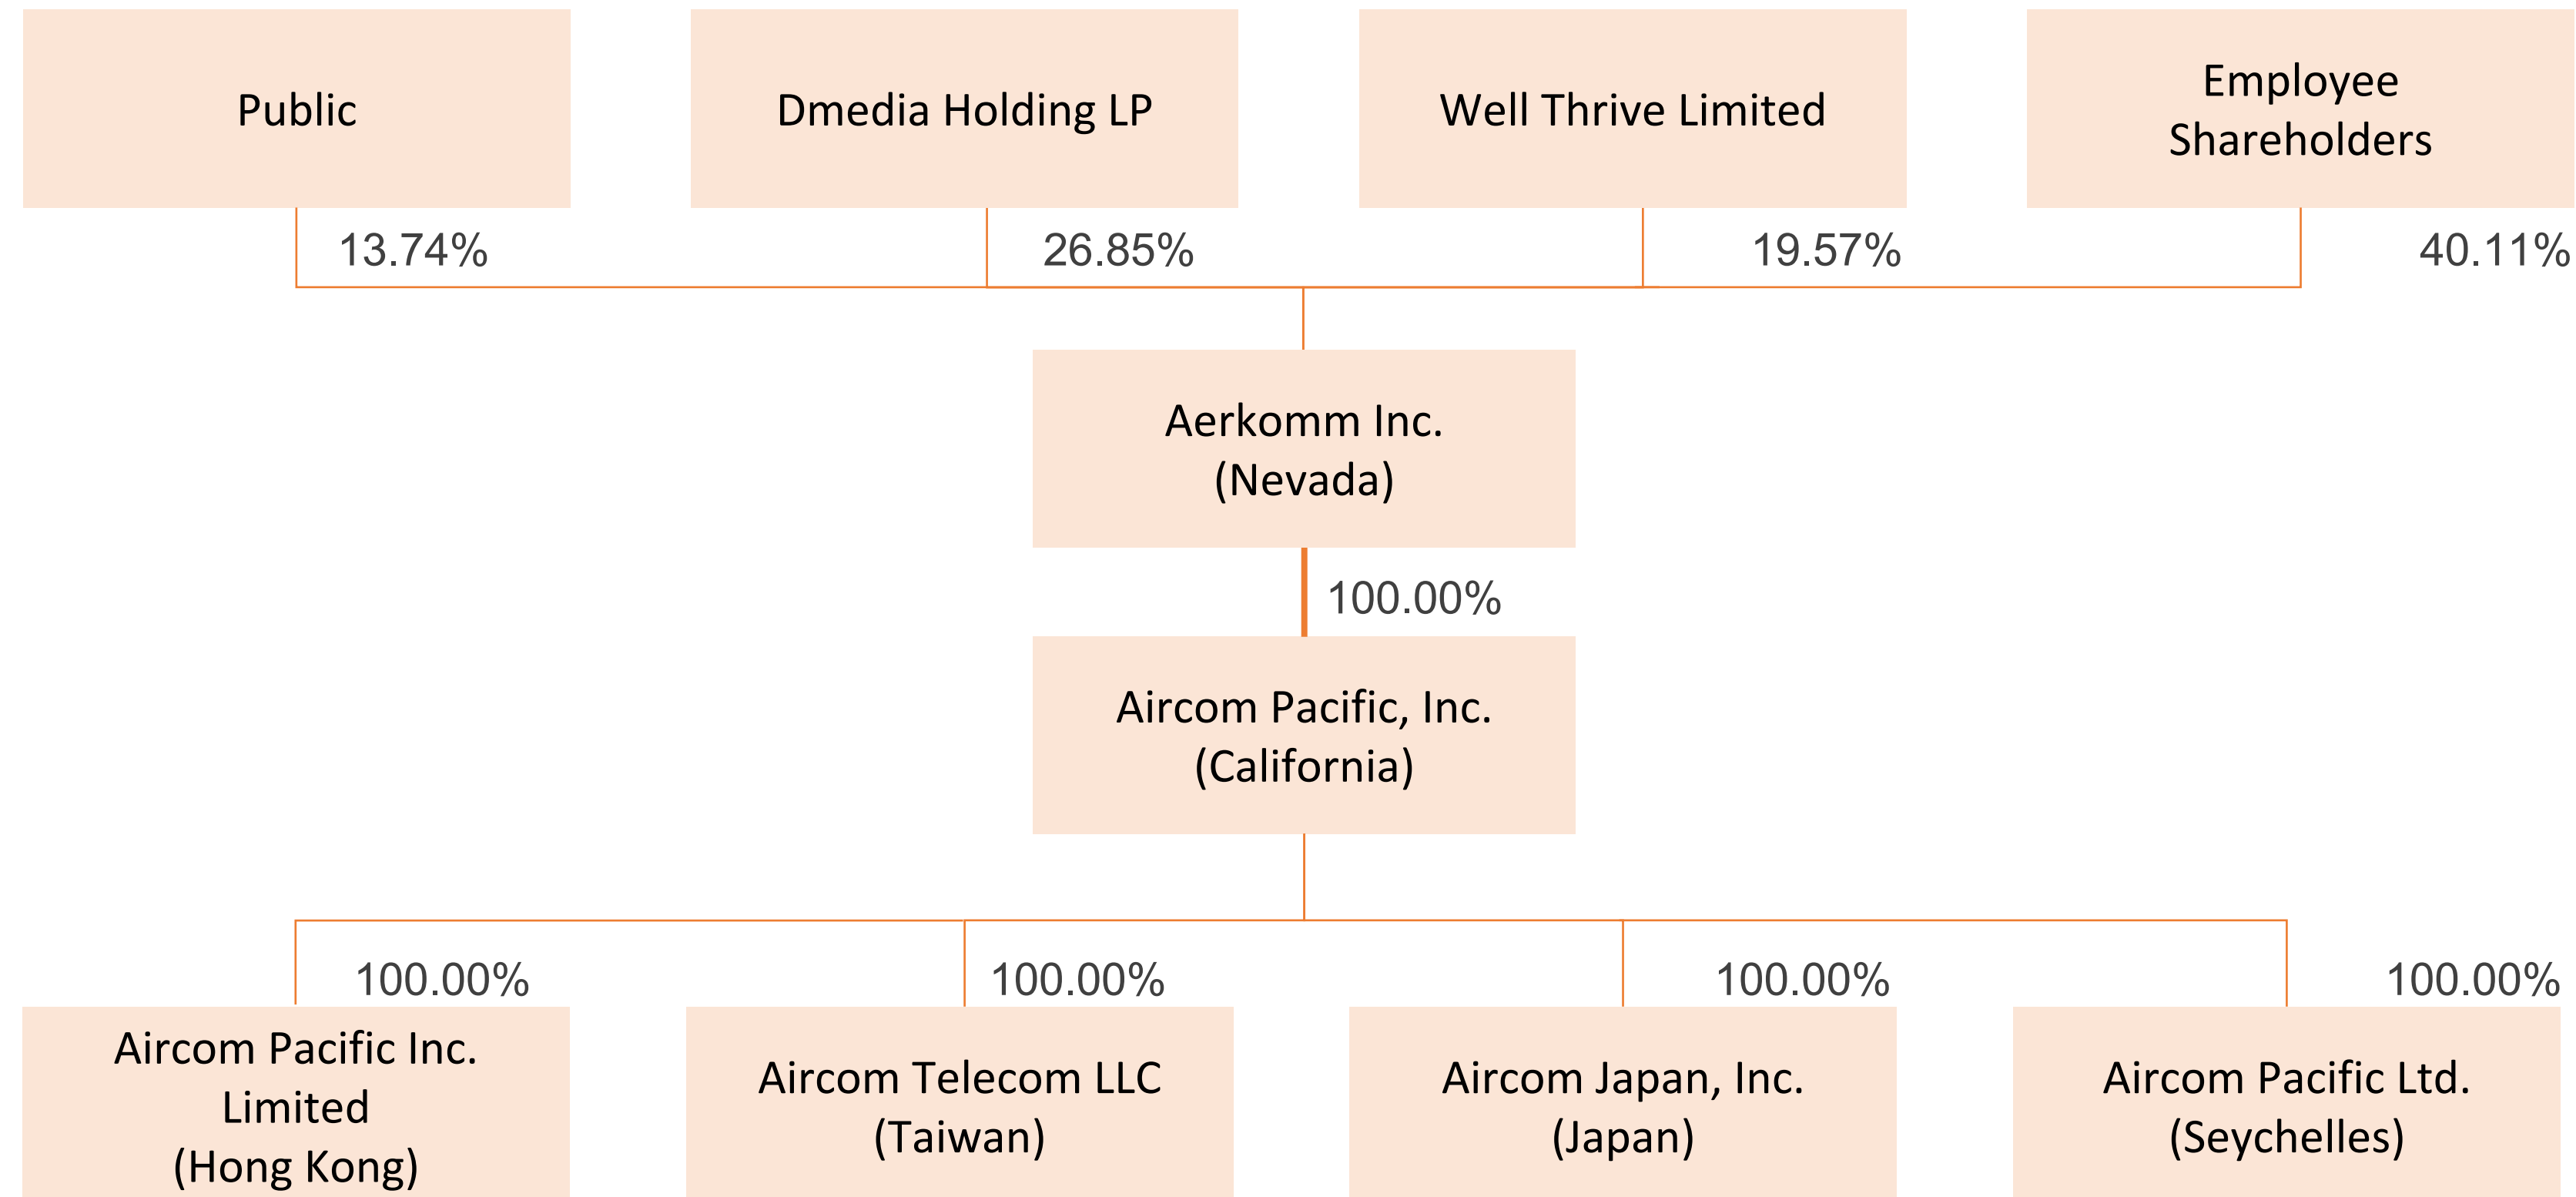 Public
Dmedia Holding LP
Well Thrive Limited
Employee
Shareholders
13.74%
26.85%
19.57%
40.11%
Aerkomm Inc.
(Nevada)
100.00%
Aircom Pacific, Inc.
(California)
100.00%
100.00%
100.00%
100.00%
Aircom Pacific Inc.
Limited
(Hong Kong)
Aircom Telecom LLC
(Taiwan)
Aircom Japan, Inc.
(Japan)
Aircom Pacific Ltd.
(Seychelles)